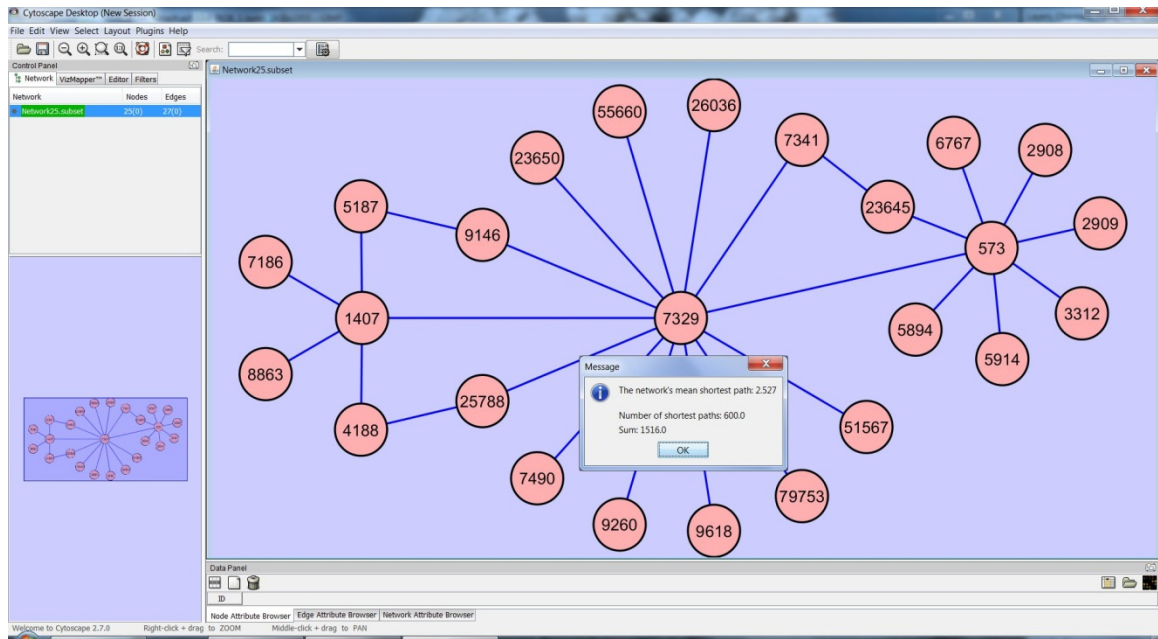 Cytoscape Desktop (New Session)
File Edit View Select Layout Plugins Help
Search:
Control Panel
Network VizMapper™ Editor Filters
Network Nodes Edges
Network25.subset 25(0) 27(0)
Network25.subset
55660
26036
7341
6767
2908
23650
5187
23645
2909
9146
573
7186
1407
7329
3312
5894
5914
8863
25788
4188
51567
7490
79753
9260
9618
Message
The network's mean shortest path: 2.527
Number of shortest paths: 600.0
Sum: 1516.0
OK
Data Panel
ID
Node Attribute Browser Edge Attribute Browser Network Attribute Browser
Welcome to Cytoscape 2.7.0 Right-click + drag to ZOOM Middle-click + drag to PAN